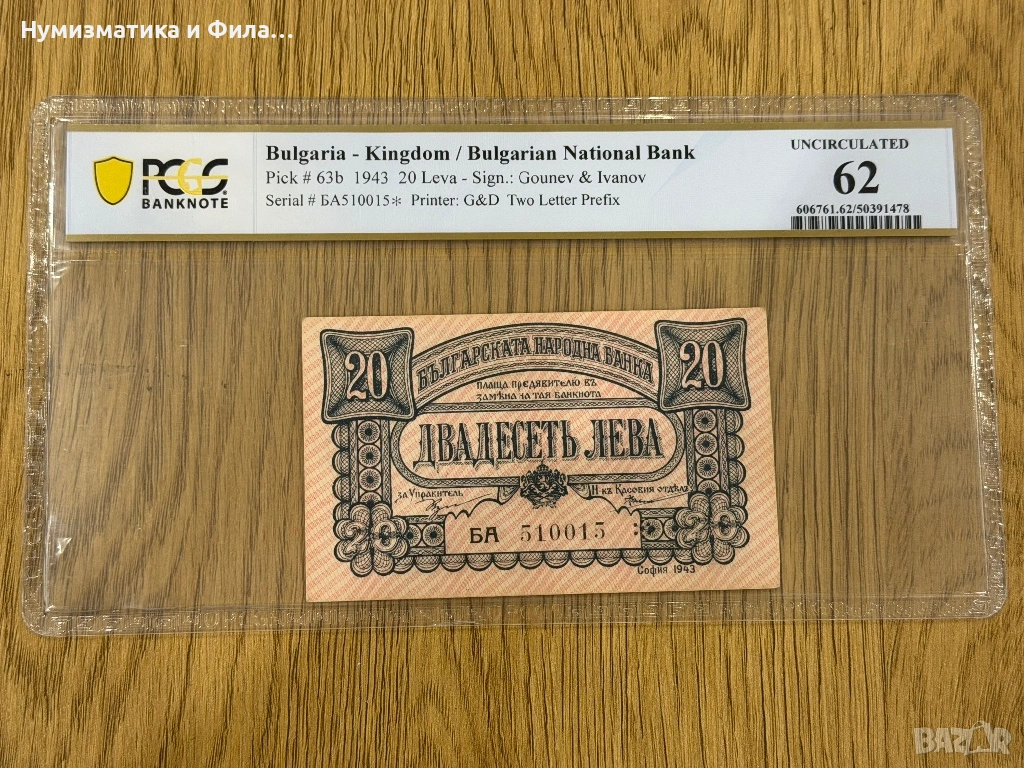 Нумизматика и Фила...
PCGS
BANKNOTE
Bulgaria - Kingdom / Bulgarian National Bank
Pick # 63b 1943 20 Leva - Sign.: Gounev & Ivanov
Serial # БА510015* Printer: G&D Two Letter Prefix
UNCIRCULATED
62
606761.62/50391478
20
БЪЛГАРСКАТА НАРОДНА БАНКА
20
ПЛАЩА ПРЕДЯВИТЕЛЮ ВЪ
ЗАМѢНА НА ТАЯ БАНКНОТА
ДВАДЕСЕТЬ ЛЕВА
за Управитель
Н-къ Касовия отдѣлъ
20
БА 510015
20
София 1943
BAZAR